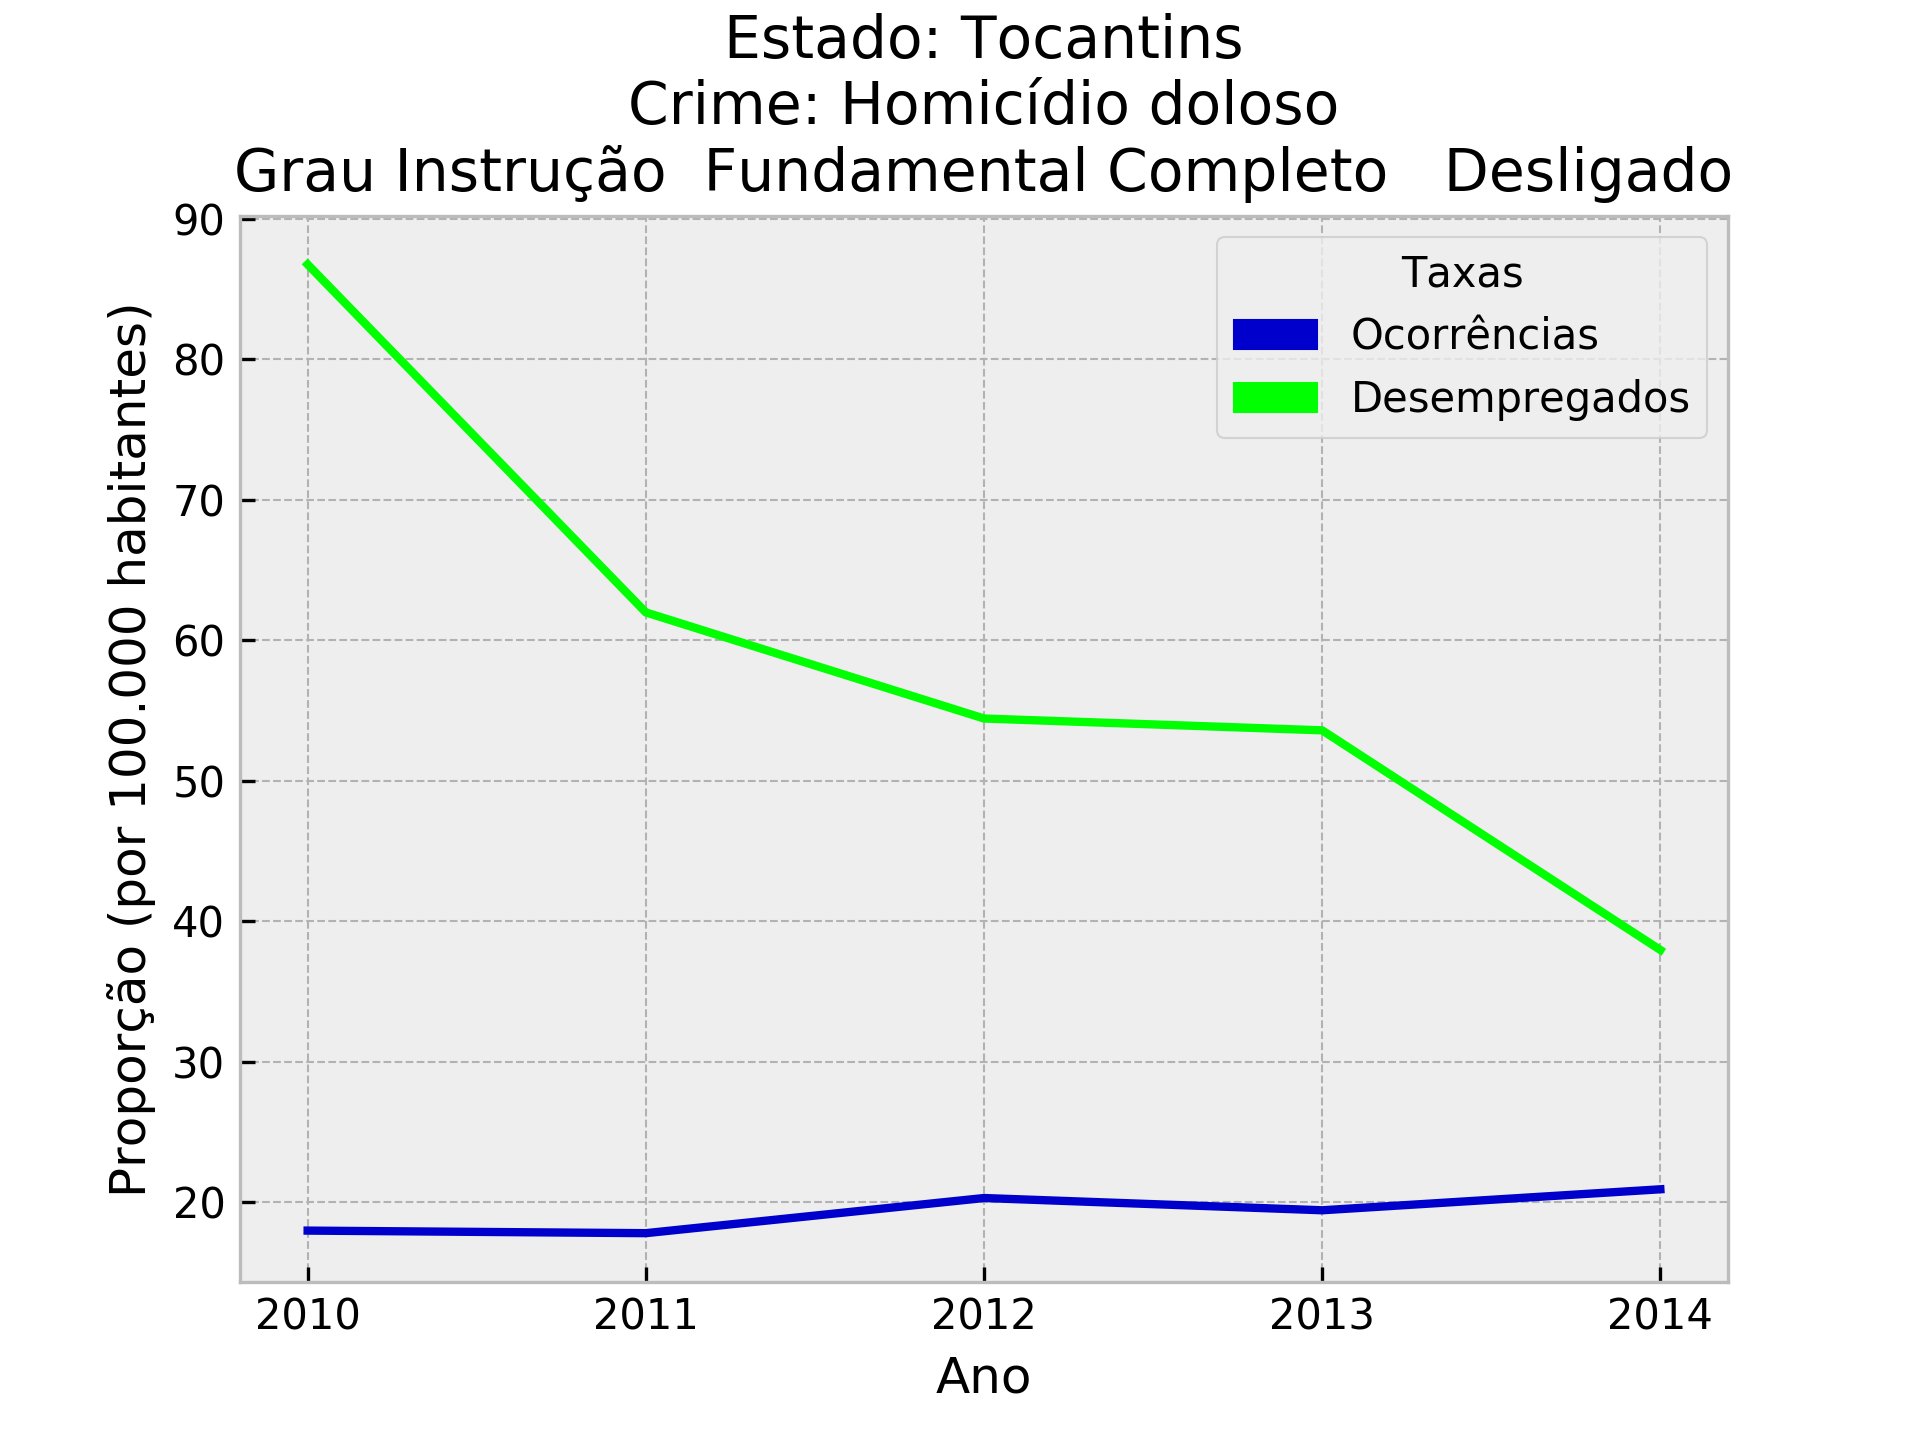 Estado: Tocantins
Crime: Homicídio doloso
Grau Instrução  Fundamental Completo   Desligado
Proporção (por 100.000 habitantes)
90
80
70
60
50
40
30
20
Taxas
Ocorrências
Desempregados
2010 2011 2012 2013 2014
Ano